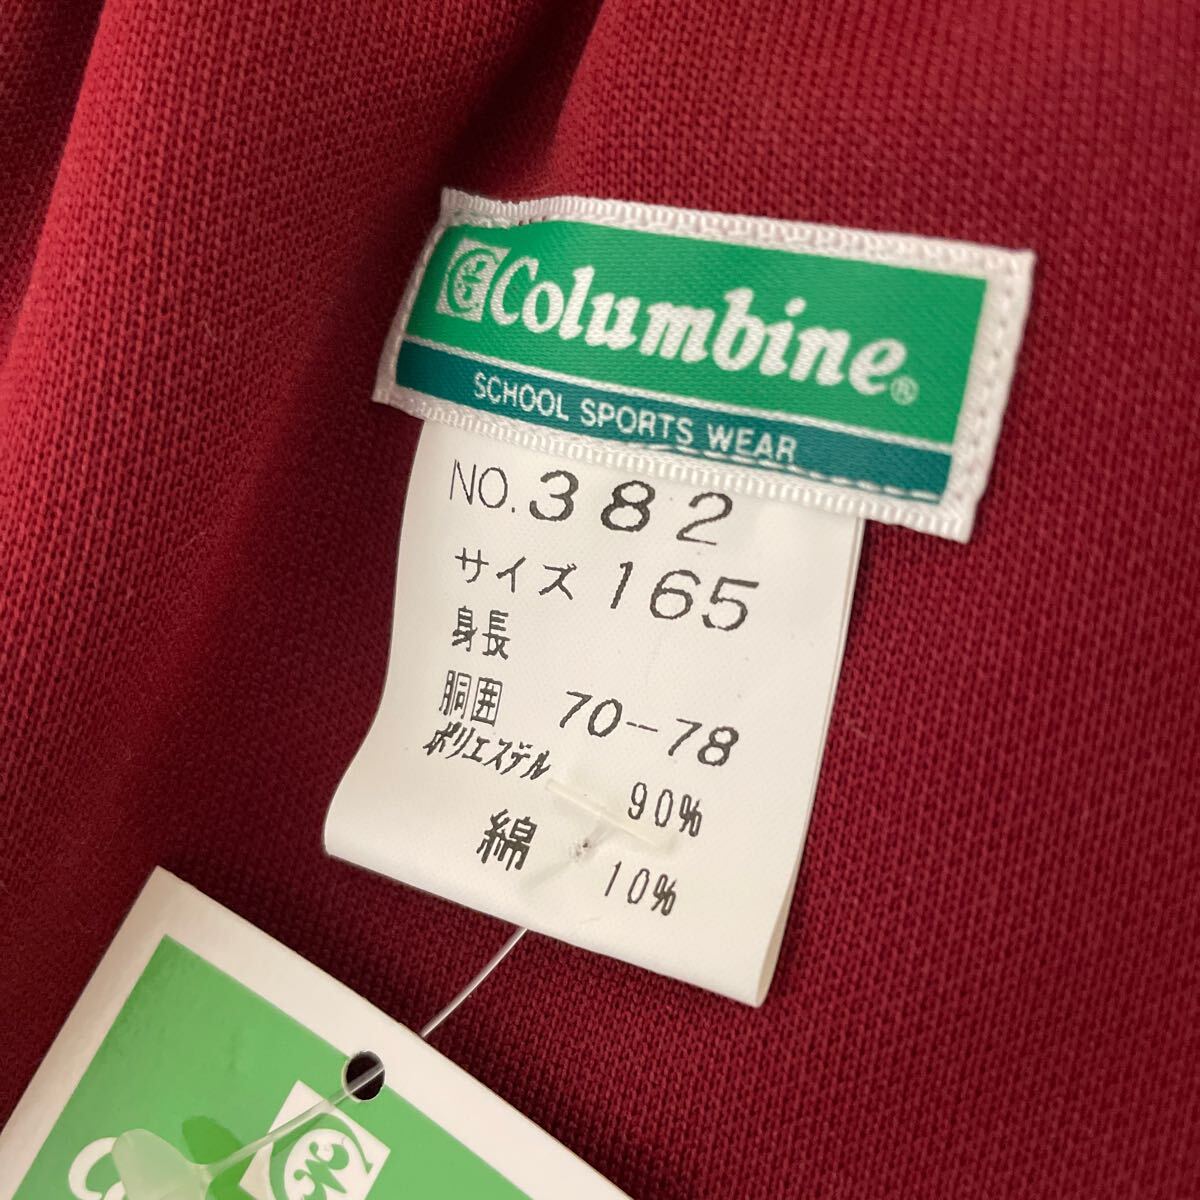 Columbine®
SCHOOL SPORTS WEAR
NO.382
サイズ 165
身長
胴囲 70-78
ポリエステル 90%
綿 10%